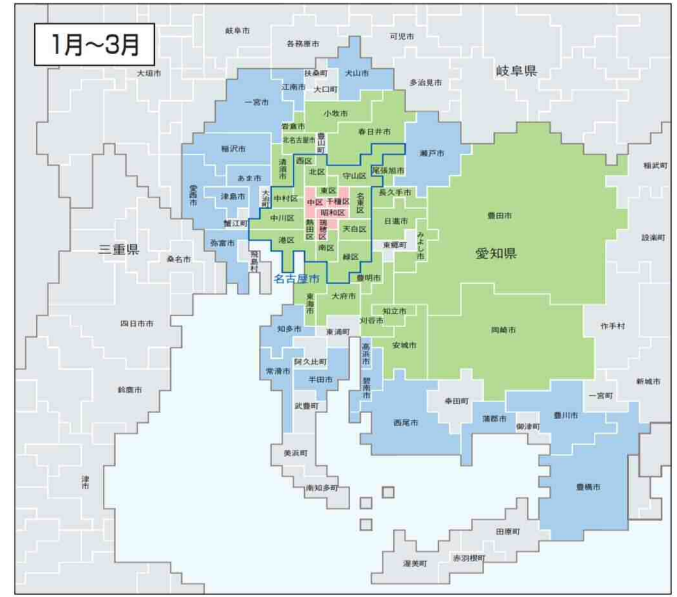 1月～3月
岐阜市
各務原市
可児市
大垣市
岐阜県
扶桑町
犬山市
江南市
大口町
多治見市
一宮市
小牧市
岩倉市
春日井市
北名古屋市
豊山町
瀬戸市
稲沢市
清須市
西区
北区
守山区
尾張旭市
稲武町
あま市
愛西市
津島市
大治町
中村区
東区
中区
千種区
名東区
長久手市
昭和区
蟹江町
中川区
熱田区
瑞穂区
天白区
日進市
みよし市
豊田市
設楽町
弥富市
港区
南区
緑区
東郷町
愛知県
三重県
桑名市
飛島村
名古屋市
豊明市
東海市
大府市
知立市
刈谷市
四日市市
知多市
東浦町
安城市
岡崎市
作手村
高浜市
阿久比町
常滑市
半田市
碧南市
鈴鹿市
武豊町
西尾市
幸田町
蒲郡市
豊川市
一宮町
新城市
御津町
美浜町
津市
南知多町
豊橋市
田原町
赤羽根町
渥美町